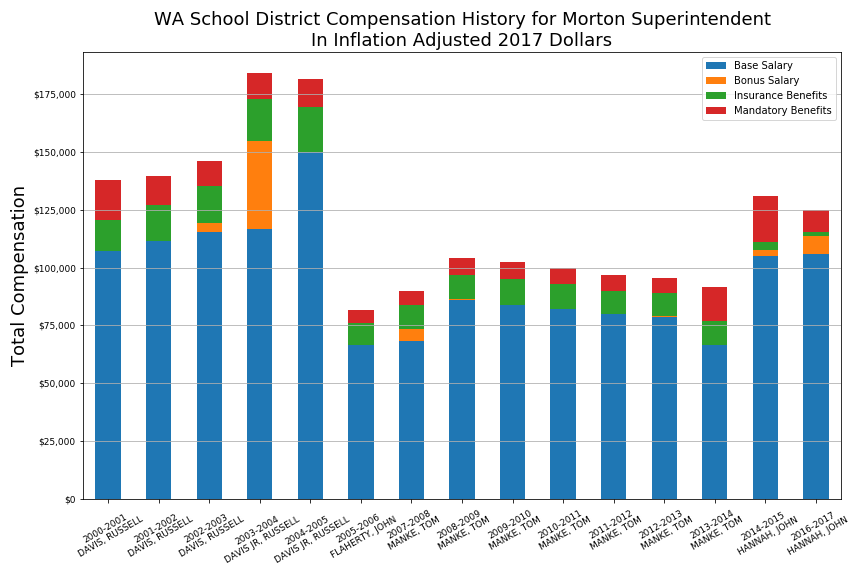 WA School District Compensation History for Morton Superintendent
In Inflation Adjusted 2017 Dollars
Base Salary
Bonus Salary
Insurance Benefits
Mandatory Benefits
Total Compensation
$175,000
$150,000
$125,000
$100,000
$75,000
$50,000
$25,000
$0
2000-2001
DAVIS, RUSSELL
2001-2002
DAVIS, RUSSELL
2002-2003
DAVIS, RUSSELL
2003-2004
DAVIS JR, RUSSELL
2004-2005
DAVIS JR, RUSSELL
2005-2006
FLAHERTY, JOHN
2007-2008
MANKE, TOM
2008-2009
MANKE, TOM
2009-2010
MANKE, TOM
2010-2011
MANKE, TOM
2011-2012
MANKE, TOM
2012-2013
MANKE, TOM
2013-2014
MANKE, TOM
2014-2015
HANNAH, JOHN
2016-2017
HANNAH, JOHN